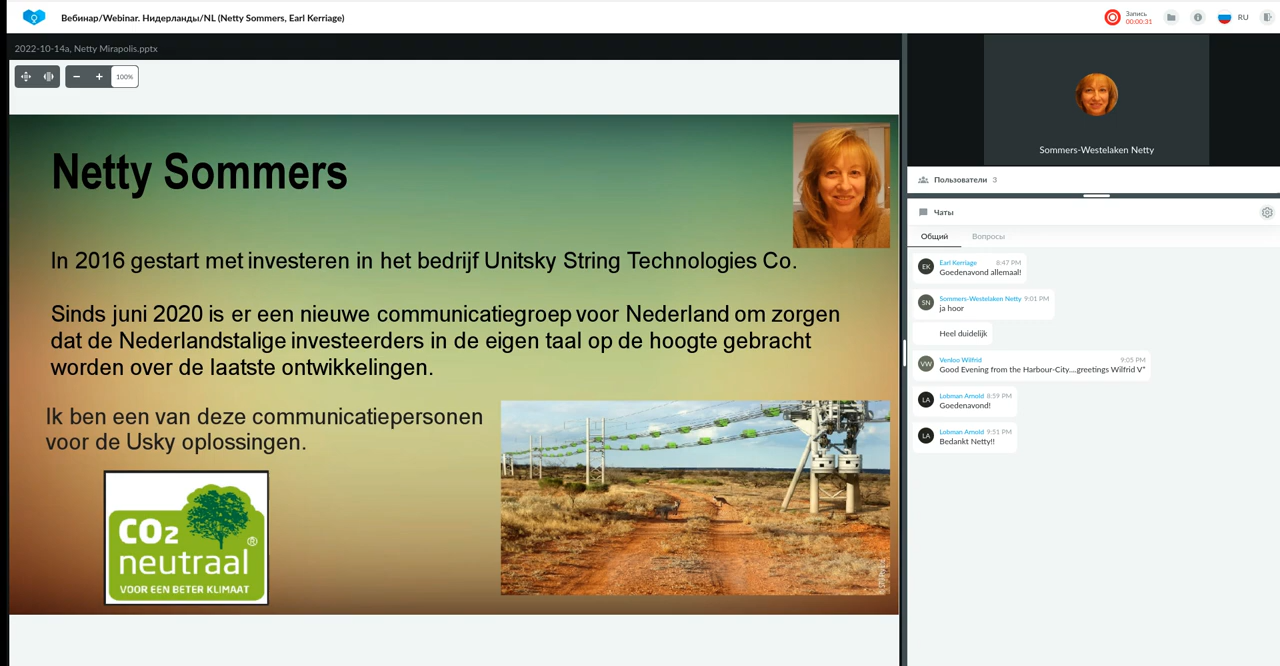 Вебинар/Webinar. Нидерланды/NL (Netty Sommers, Earl Kerriage)
Запись
00:00:31
RU
2022-10-14a, Netty Mirapolis.pptx
100%
Netty Sommers
In 2016 gestart met investeren in het bedrijf Unitsky String Technologies Co.
Sinds juni 2020 is er een nieuwe communicatiegroep voor Nederland om zorgen
dat de Nederlandstalige investeerders in de eigen taal op de hoogte gebracht
worden over de laatste ontwikkelingen.
Ik ben een van deze communicatiepersonen
voor de Usky oplossingen.
CO2
neutraal®
VOOR EEN BETER KLIMAAT
Sommers-Westelaken Netty
Пользователи 3
Чаты
Общий Вопросы
EK
Earl Kerriage 8:47 PM
Goedenavond allemaal!
SN
Sommers-Westelaken Netty 9:01 PM
ja hoor
Heel duidelijk
VW
Venloo Wilfrid 9:05 PM
Good Evening from the Harbour-City....greetings Wilfrid V"
LA
Lobman Arnold 8:59 PM
Goedenavond!
LA
Lobman Arnold 9:51 PM
Bedankt Netty!!